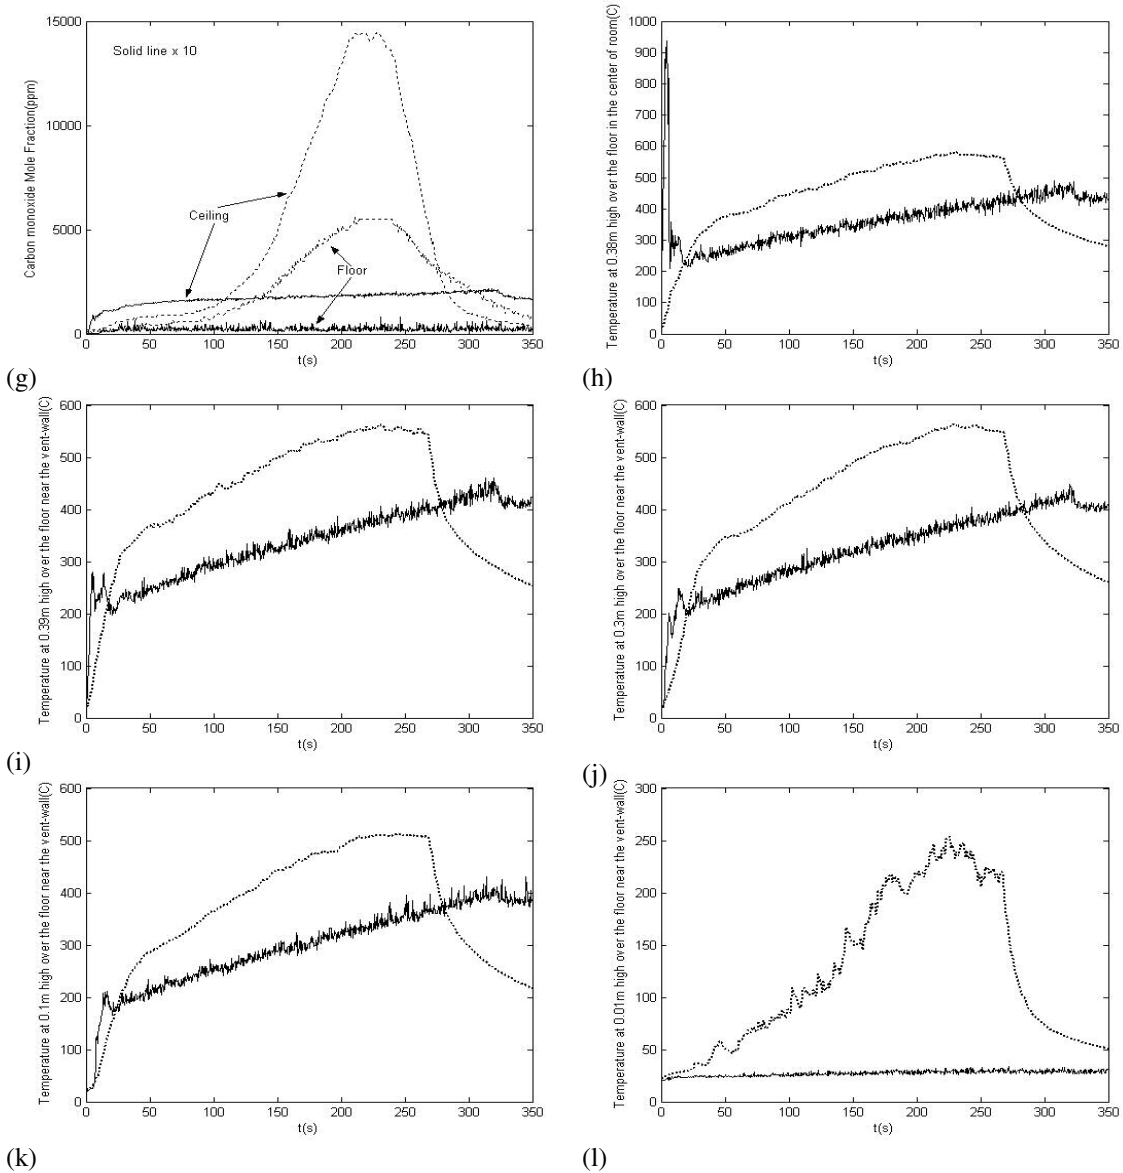 15000
10000
5000
0
Carbon monoxide Mole Fraction(ppm)
Solid line x 10
Ceiling
Floor
0 50 100 150 200 250 300 350
t(s)
(g)
1000
900
800
700
600
500
400
300
200
100
0
Temperature at 0.38m high over the floor in the center of room(C)
0 50 100 150 200 250 300 350
t(s)
(h)
600
500
400
300
200
100
0
Temperature at 0.39m high over the floor near the vent-wall(C)
0 50 100 150 200 250 300 350
t(s)
(i)
600
500
400
300
200
100
0
Temperature at 0.3m high over the floor near the vent-wall(C)
0 50 100 150 200 250 300 350
t(s)
(j)
600
500
400
300
200
100
0
Temperature at 0.1m high over the floor near the vent-wall(C)
0 50 100 150 200 250 300 350
t(s)
(k)
300
250
200
150
100
50
0
Temperature at 0.01m high over the floor near the vent-wall(C)
0 50 100 150 200 250 300 350
t(s)
(l)